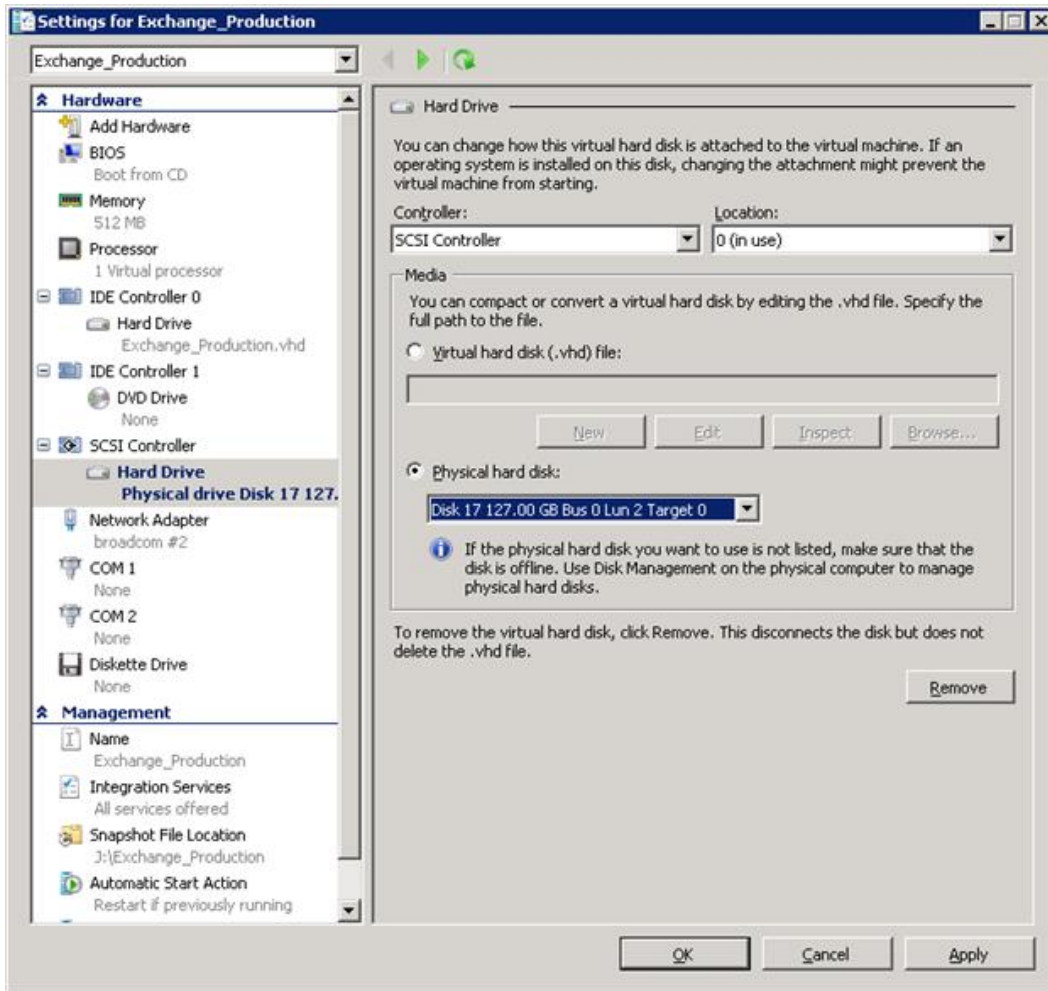 Settings for Exchange_Production
Exchange_Production
Hardware
Add Hardware
BIOS
Boot from CD
Memory
512 MB
Processor
1 Virtual processor
IDE Controller 0
Hard Drive
Exchange_Production.vhd
IDE Controller 1
DVD Drive
None
SCSI Controller
Hard Drive
Physical drive Disk 17 127.
Network Adapter
broadcom #2
COM 1
None
COM 2
None
Diskette Drive
None
Management
Name
Exchange_Production
Integration Services
All services offered
Snapshot File Location
J:\Exchange_Production
Automatic Start Action
Restart if previously running
Hard Drive
You can change how this virtual hard disk is attached to the virtual machine. If an
operating system is installed on this disk, changing the attachment might prevent the
virtual machine from starting.
Controller: Location:
SCSI Controller 0 (in use)
Media
You can compact or convert a virtual hard disk by editing the .vhd file. Specify the
full path to the file.
Virtual hard disk (.vhd) file:
New Edit Inspect Browse...
Physical hard disk:
Disk 17 127.00 GB Bus 0 Lun 2 Target 0
If the physical hard disk you want to use is not listed, make sure that the
disk is offline. Use Disk Management on the physical computer to manage
physical hard disks.
To remove the virtual hard disk, click Remove. This disconnects the disk but does not
delete the .vhd file.
Remove
OK Cancel Apply